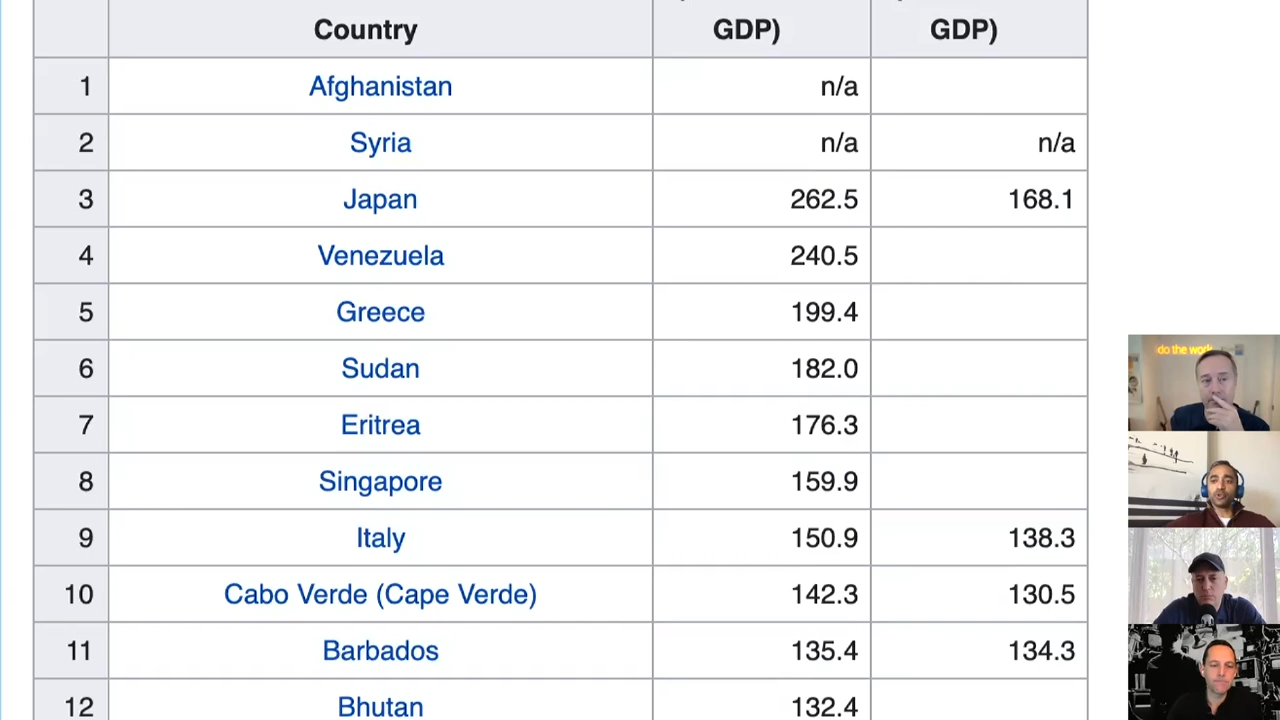 Country GDP) GDP)
1 Afghanistan n/a
2 Syria n/a n/a
3 Japan 262.5 168.1
4 Venezuela 240.5
5 Greece 199.4
6 Sudan 182.0
7 Eritrea 176.3
8 Singapore 159.9
9 Italy 150.9 138.3
10 Cabo Verde (Cape Verde) 142.3 130.5
11 Barbados 135.4 134.3
12 Bhutan 132.4
do the work